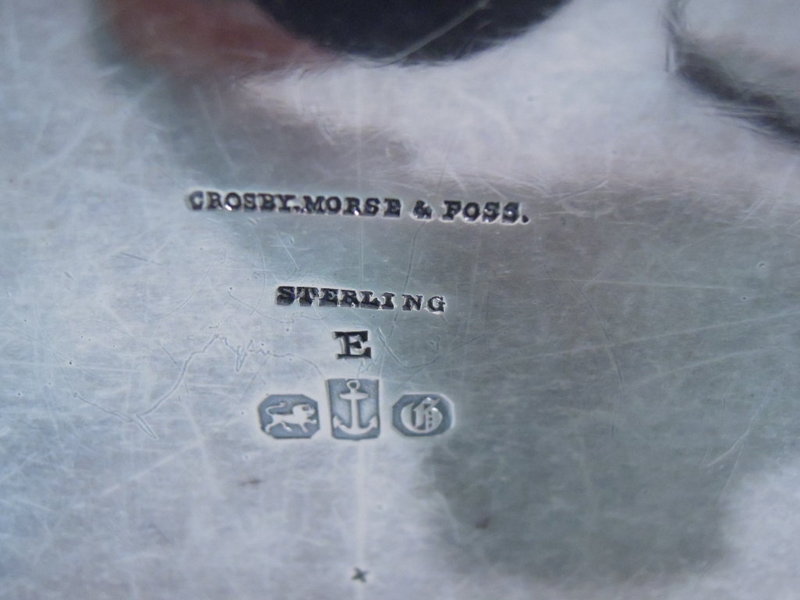 CROSBY.MORSE & FOSS.
STERLING
E
G